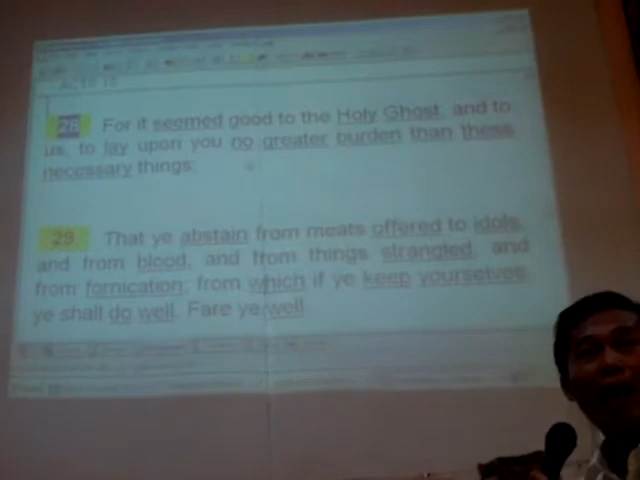 ACTS 15
28 For it seemed good to the Holy Ghost, and to
us, to lay upon you no greater burden than these
necessary things:
29 That ye abstain from meats offered to idols,
and from blood, and from things strangled, and
from fornication: from which if ye keep yourselves
ye shall do well. Fare ye well